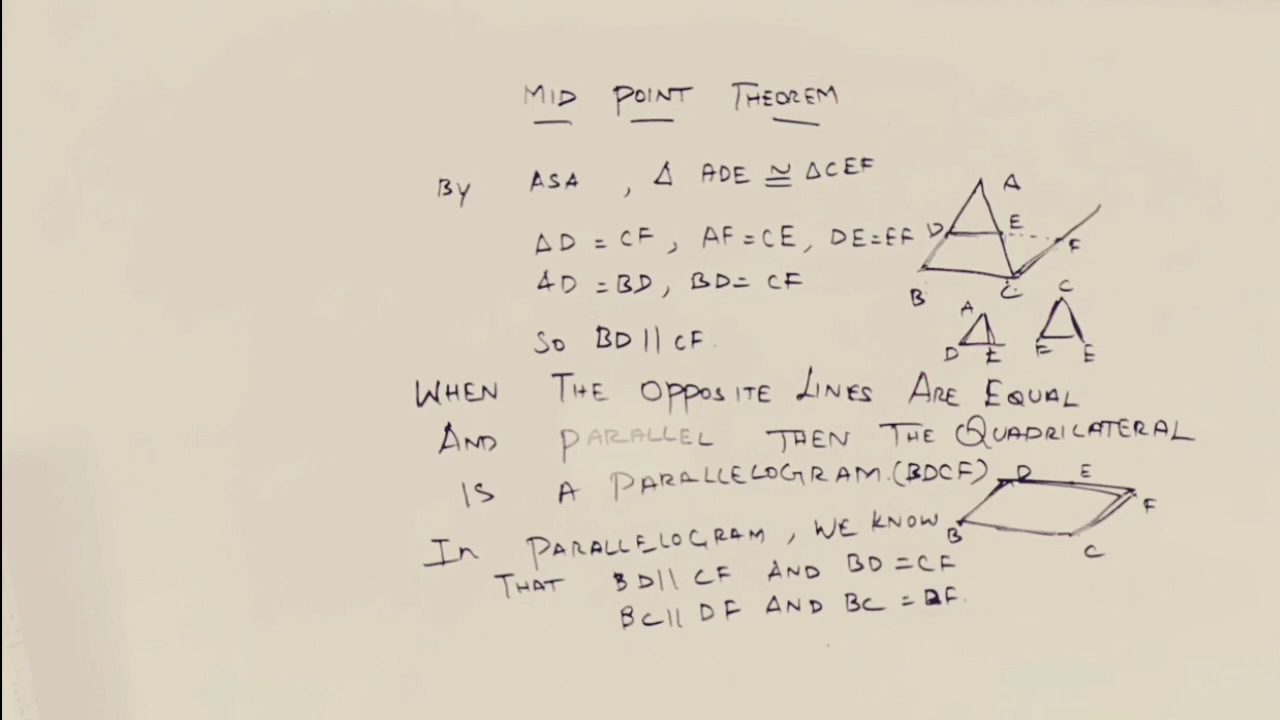 MID POINT THEOREM
By ASA, Δ ADE ≅ ΔCEF
AD = CF, AF = CE, DE = EF
AD = BD, BD = CF
SO BD || CF.
WHEN THE OPPOSITE LINES ARE EQUAL
AND PARALLEL THEN THE QUADRILATERAL
IS A PARALLELOGRAM.(BDCF)
In PARALLELOGRAM, WE KNOW
THAT BD || CF AND BD = CF
BC || DF AND BC = DF.
A
D E F
B C
A C
D E F E
D E
F
B
C